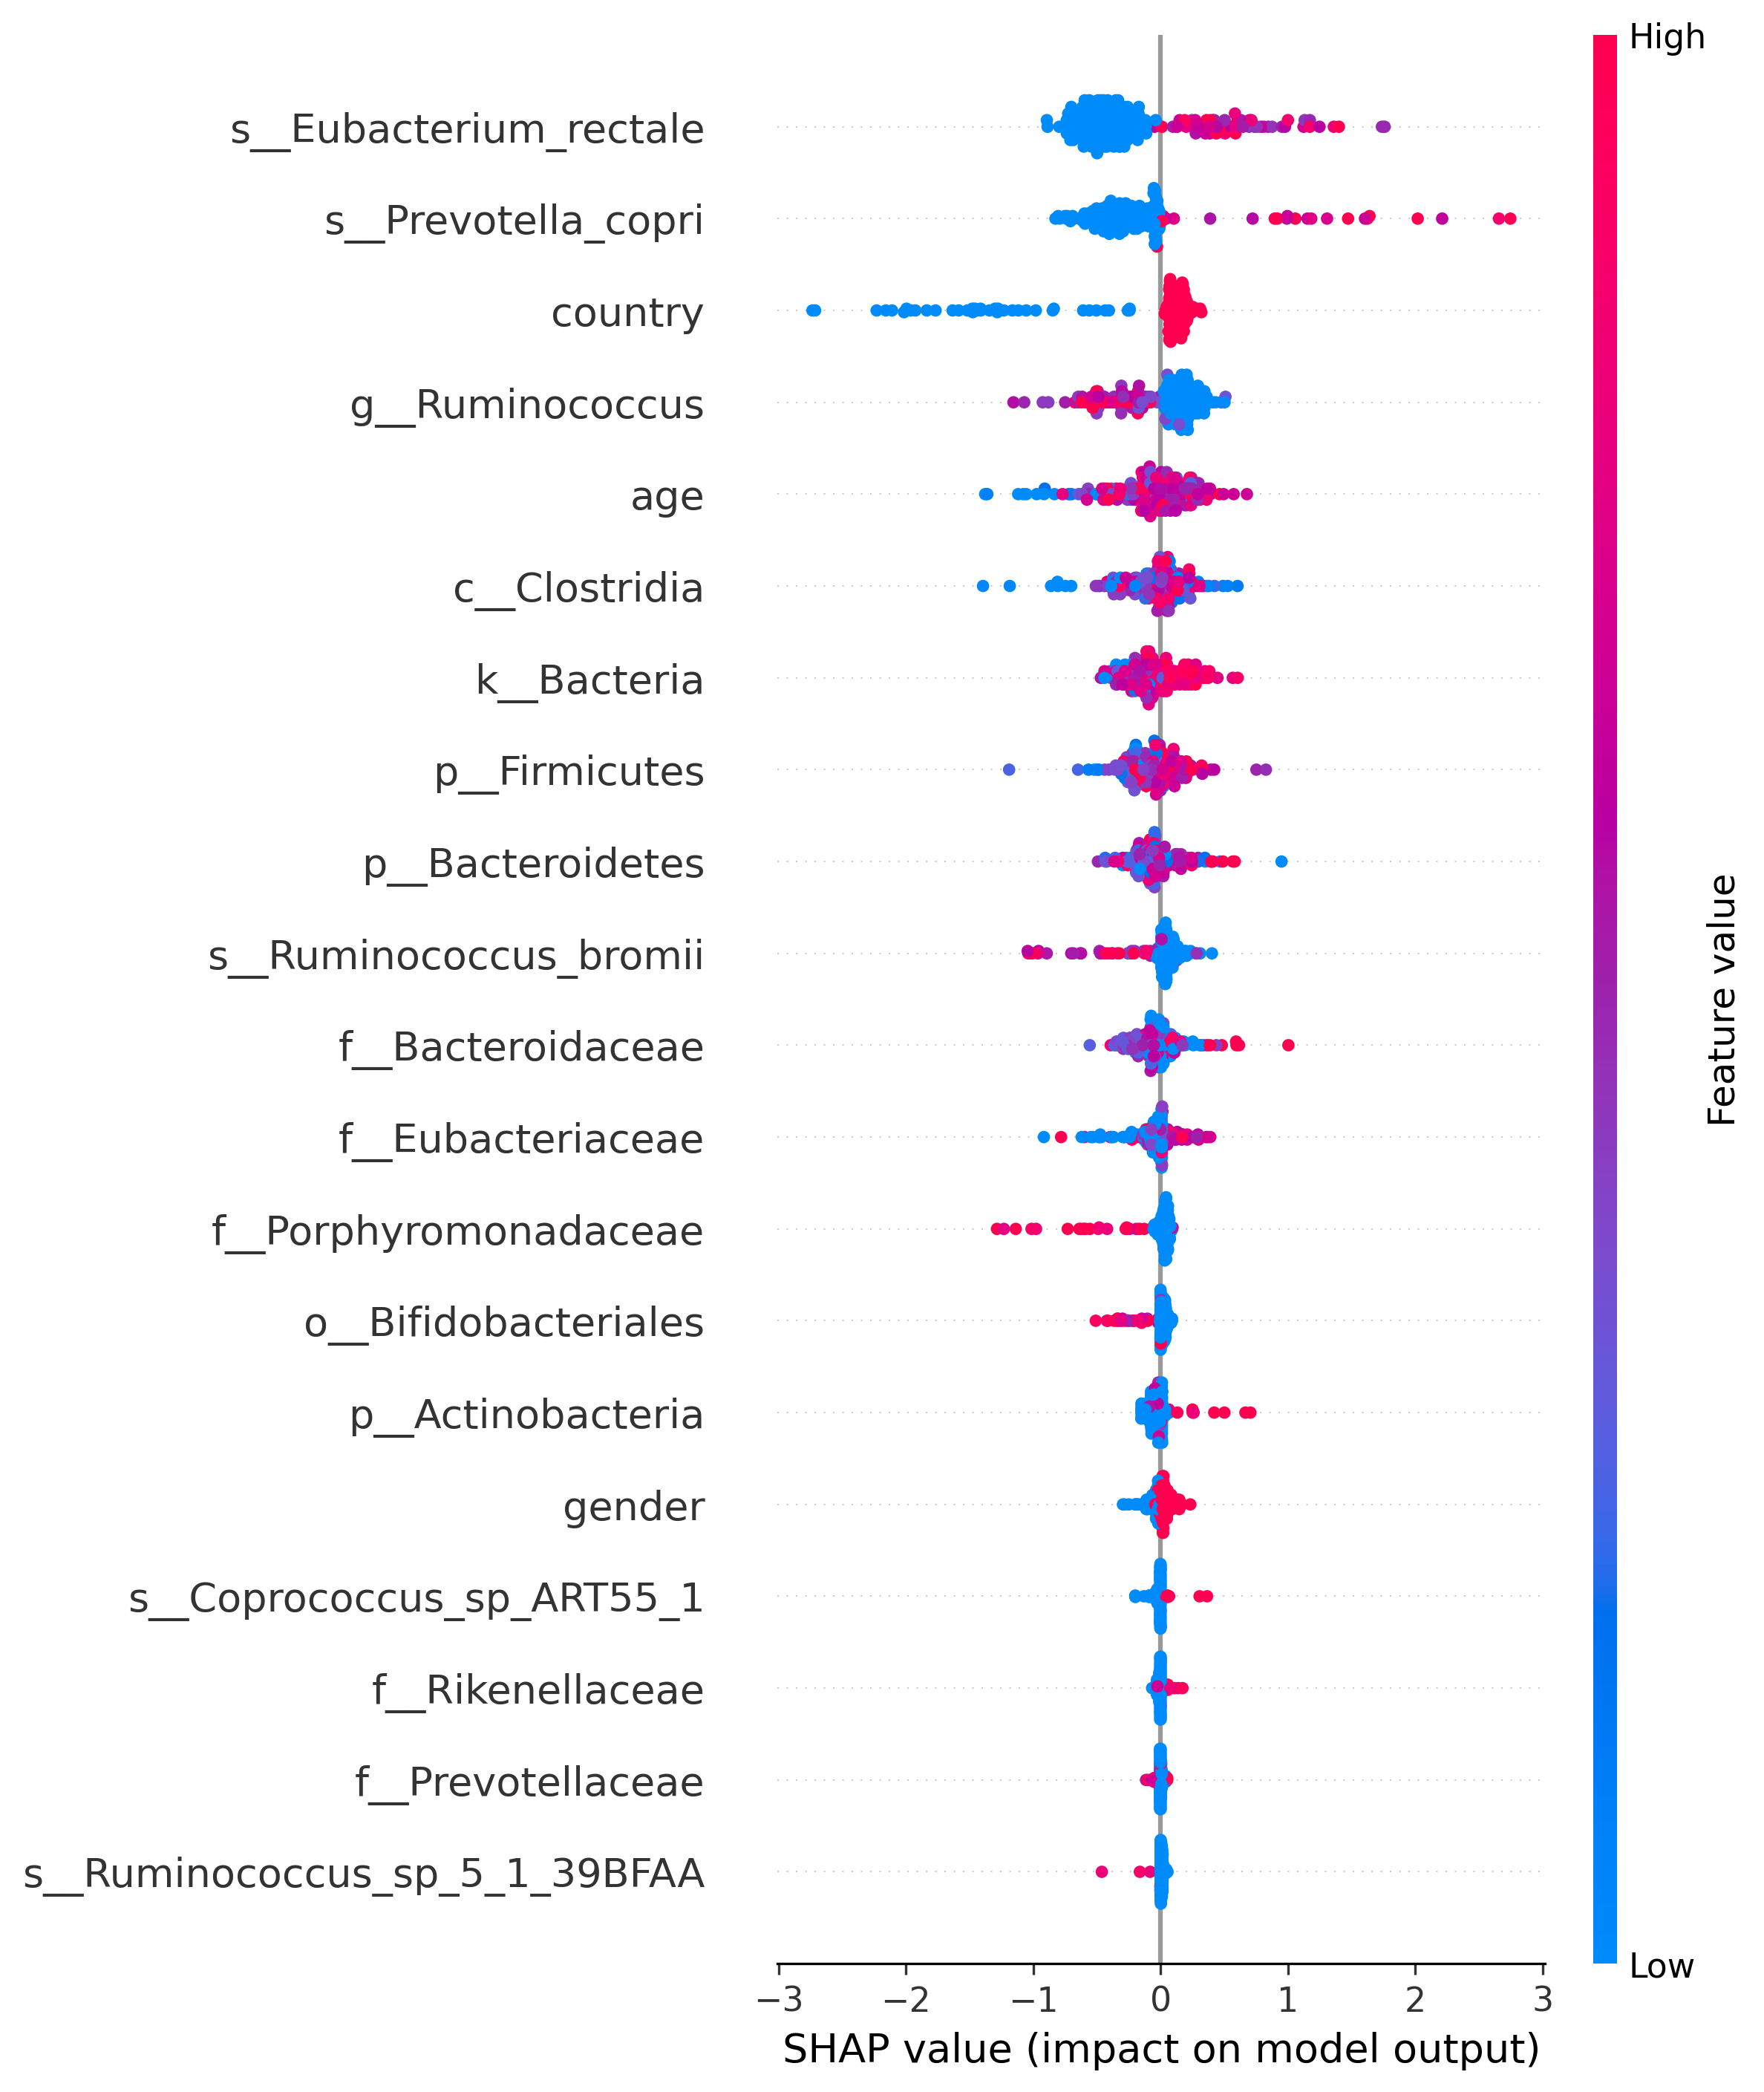 High
s__Eubacterium_rectale
s__Prevotella_copri
country
g__Ruminococcus
age
c__Clostridia
k__Bacteria
p__Firmicutes
p__Bacteroidetes
s__Ruminococcus_bromii
f__Bacteroidaceae
f__Eubacteriaceae
f__Porphyromonadaceae
o__Bifidobacteriales
p__Actinobacteria
gender
s__Coprococcus_sp_ART55_1
f__Rikenellaceae
f__Prevotellaceae
s__Ruminococcus_sp_5_1_39BFAA
Feature value
Low
−3 −2 −1 0 1 2 3
SHAP value (impact on model output)